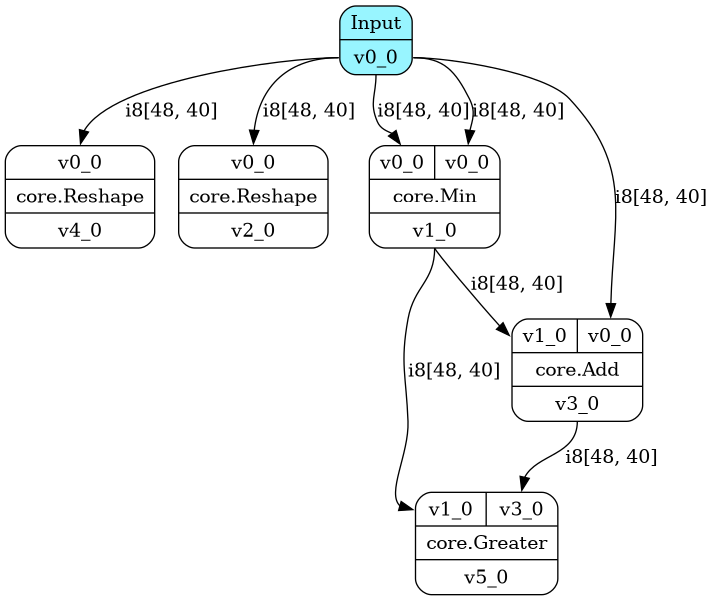 Input
v0_0
i8[48, 40] i8[48, 40] i8[48, 40] i8[48, 40]
v0_0 v0_0 v0_0 v0_0
core.Reshape core.Reshape core.Min i8[48, 40]
v4_0 v2_0 v1_0
i8[48, 40]
v1_0 v0_0
i8[48, 40] core.Add
v3_0
i8[48, 40]
v1_0 v3_0
core.Greater
v5_0